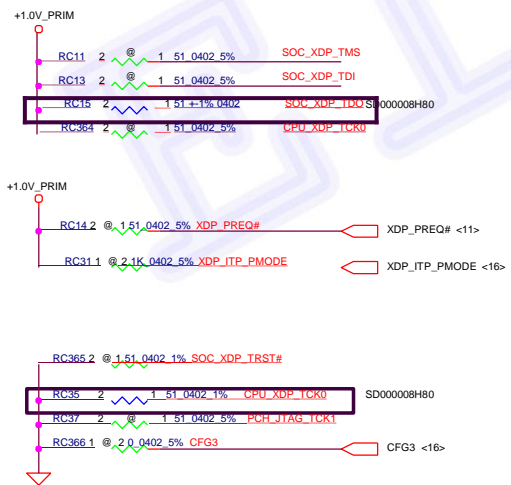 +1.0V_PRIM
RC11 2 @ 1 51_0402_5% SOC_XDP_TMS
RC13 2 @ 1 51_0402_5% SOC_XDP_TDI
RC15 2 1 51 +-1% 0402 SOC_XDP_TDO SD000008H80
RC364 2 @ 1 51_0402_5% CPU_XDP_TCK0
+1.0V_PRIM
RC14 2 @ 1 51_0402_5% XDP_PREQ# XDP_PREQ# <11>
RC31 1 @ 2 1K_0402_5% XDP_ITP_PMODE XDP_ITP_PMODE <16>
RC365 2 @ 1 51_0402_1% SOC_XDP_TRST#
RC35 2 1 51_0402_1% CPU_XDP_TCK0 SD000008H80
RC37 2 @ 1 51_0402_5% PCH_JTAG_TCK1
RC366 1 @ 2 0_0402_5% CFG3 CFG3 <16>